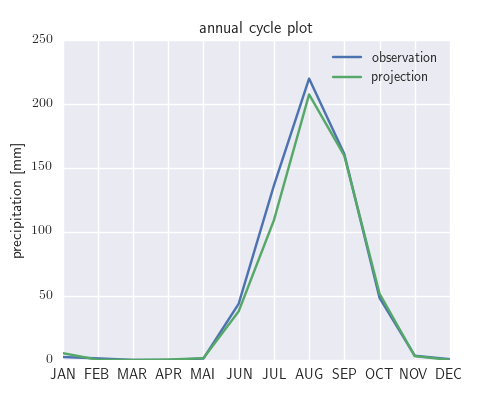 annual cycle plot
250
200
150
100
50
0
precipitation [mm]
observation
projection
JAN FEB MAR APR MAI JUN JUL AUG SEP OCT NOV DEC